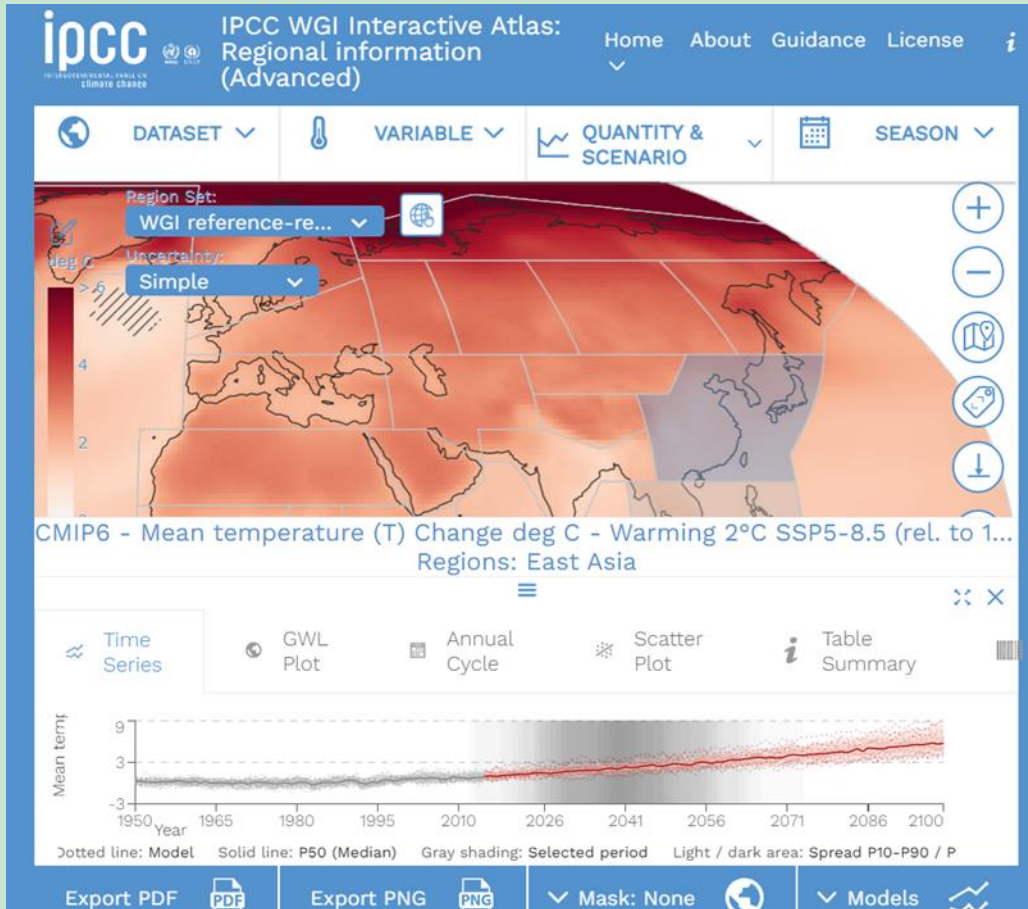 ipcc
INTERGOVERNMENTAL PANEL ON
climate change
IPCC WGI Interactive Atlas:
Regional information
(Advanced)
Home
About
Guidance
License
i
DATASET
VARIABLE
QUANTITY &
SCENARIO
SEASON
Region Set:
WGI reference-re...
Uncertainty:
Simple
deg C
> 6
4
2
CMIP6 - Mean temperature (T) Change deg C - Warming 2°C SSP5-8.5 (rel. to 1...
Regions: East Asia
Time
Series
GWL
Plot
Annual
Cycle
Scatter
Plot
i
Table
Summary
Mean temp
9
3
-3
1950
1965
1980
1995
2010
2026
2041
2056
2071
2086
2100
Year
Dotted line: Model
Solid line: P50 (Median)
Gray shading: Selected period
Light / dark area: Spread P10-P90 / P
Export PDF
PDF
Export PNG
PNG
Mask: None
Models